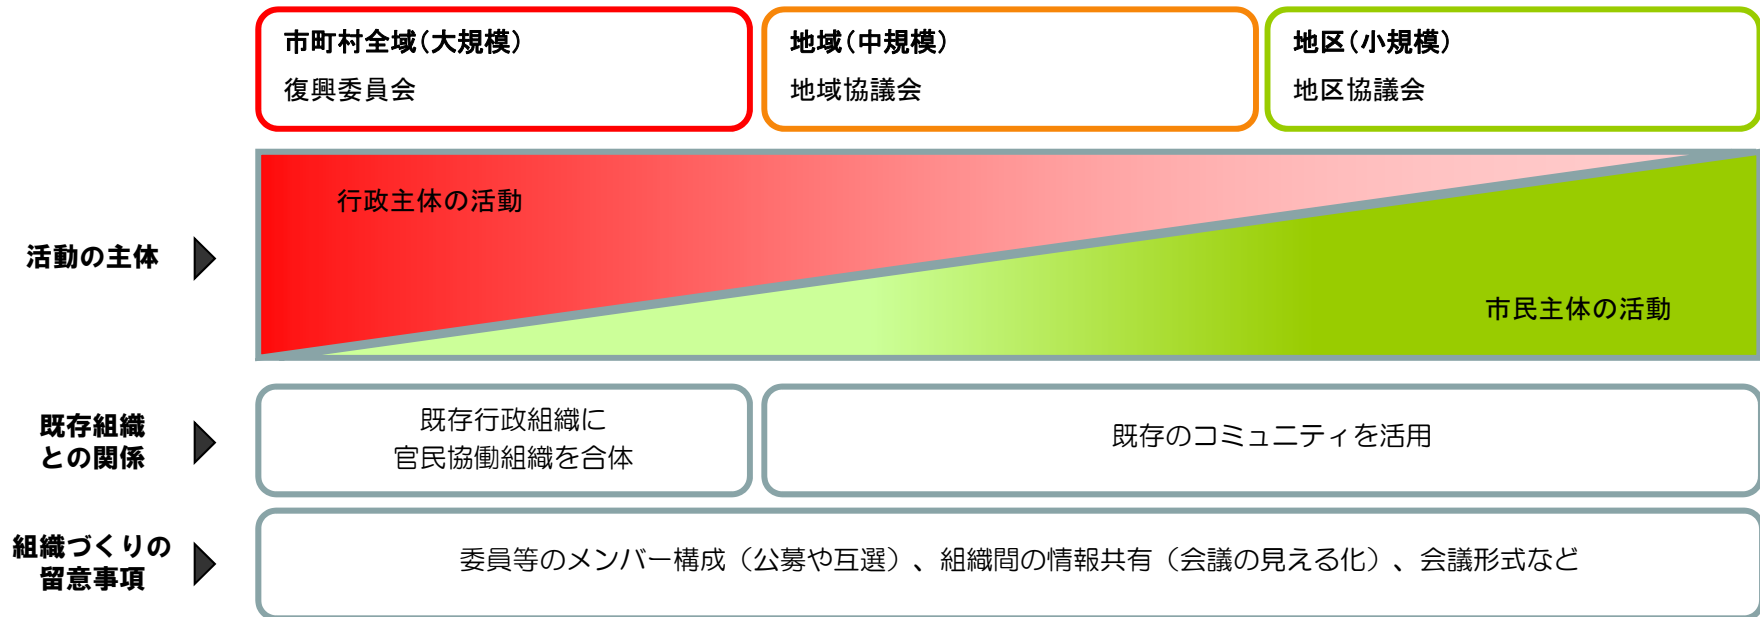 市町村全域(大規模)
復興委員会
地域(中規模)
地域協議会
地区(小規模)
地区協議会
活動の主体
行政主体の活動
市民主体の活動
既存組織
との関係
既存行政組織に
官民協働組織を合体
既存のコミュニティを活用
組織づくりの
留意事項
委員等のメンバー構成（公募や互選）、組織間の情報共有（会議の見える化）、会議形式など